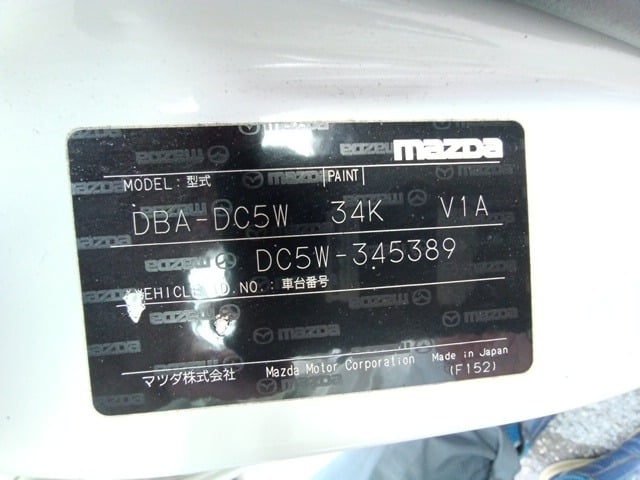 mazda
MODEL: 型式 PAINT
DBA-DC5W 34K V1A
DC5W-345389
VEHICLE I.D.NO.: 車台番号
mazda
マツダ株式会社 Mazda Motor Corporation Made in Japan
(F152)